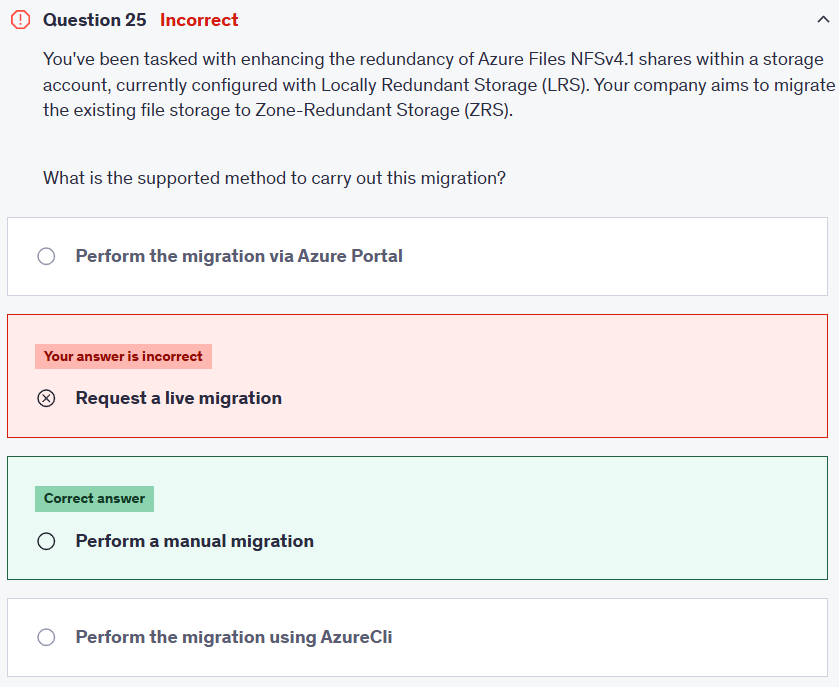 Question 25 Incorrect
You've been tasked with enhancing the redundancy of Azure Files NFSv4.1 shares within a storage
account, currently configured with Locally Redundant Storage (LRS). Your company aims to migrate
the existing file storage to Zone-Redundant Storage (ZRS).
What is the supported method to carry out this migration?
Perform the migration via Azure Portal
Your answer is incorrect
Request a live migration
Correct answer
Perform a manual migration
Perform the migration using AzureCli